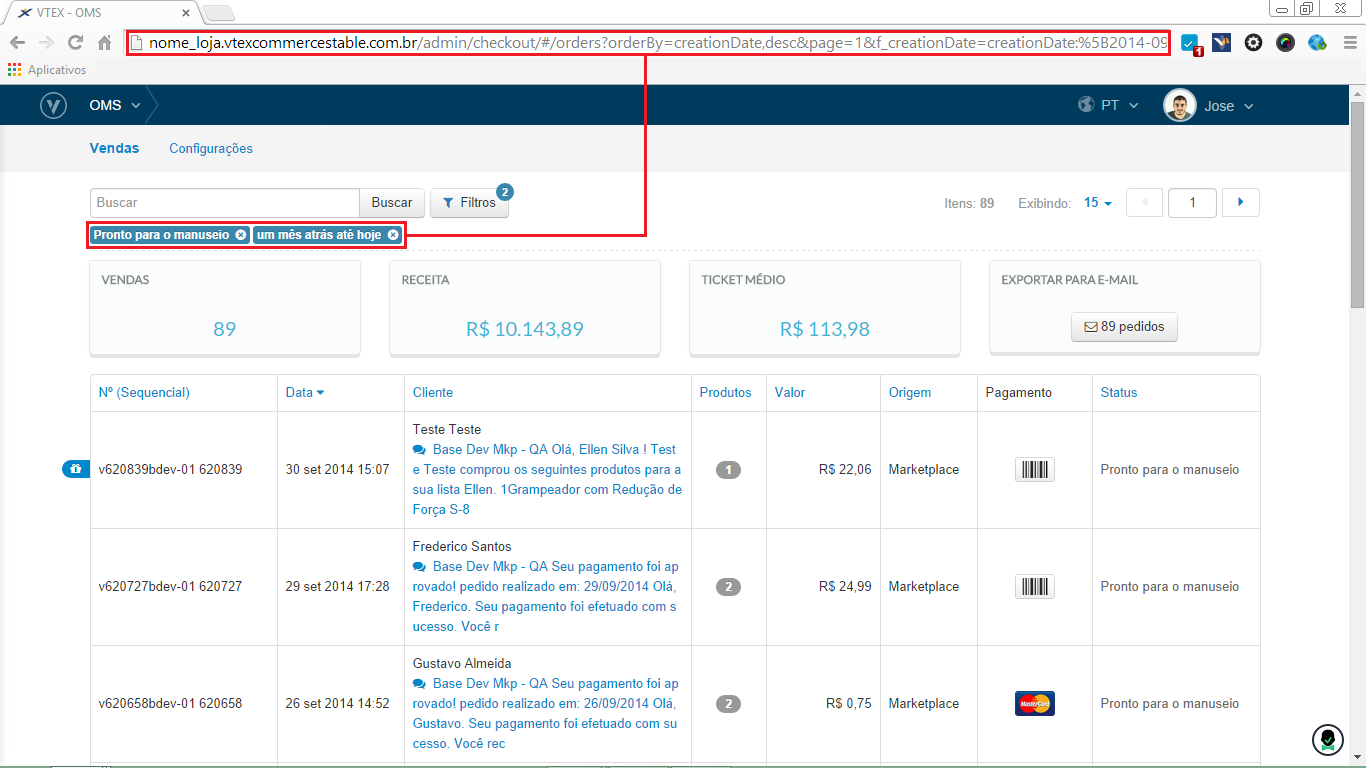 VTEX - OMS
nome_loja.vtexcommercestable.com.br/admin/checkout/#/orders?orderBy=creationDate,desc&page=1&f_creationDate=creationDate:%5B2014-09
1
Aplicativos
OMS
PT
Jose
Vendas
Configurações
Buscar
Buscar
Filtros
2
Itens: 89
Exibindo: 15
1
Pronto para o manuseio
um mês atrás até hoje
VENDAS
89
RECEITA
R$ 10.143,89
TICKET MÉDIO
R$ 113,98
EXPORTAR PARA E-MAIL
89 pedidos
Nº (Sequencial)
Data
Cliente
Produtos
Valor
Origem
Pagamento
Status
v620839bdev-01 620839
30 set 2014 15:07
Teste Teste
Base Dev Mkp - QA Olá, Ellen Silva ! Test
e Teste comprou os seguintes produtos para a
sua lista Ellen. 1Grampeador com Redução de
Força S-8
1
R$ 22,06
Marketplace
Pronto para o manuseio
v620727bdev-01 620727
29 set 2014 17:28
Frederico Santos
Base Dev Mkp - QA Seu pagamento foi ap
rovado! pedido realizado em: 29/09/2014 Olá,
Frederico. Seu pagamento foi efetuado com s
ucesso. Você r
2
R$ 24,99
Marketplace
Pronto para o manuseio
v620658bdev-01 620658
26 set 2014 14:52
Gustavo Almeida
Base Dev Mkp - QA Seu pagamento foi ap
rovado! pedido realizado em: 26/09/2014 Olá,
Gustavo. Seu pagamento foi efetuado com su
cesso. Você rec
2
R$ 0,75
Marketplace
MasterCard
Pronto para o manuseio